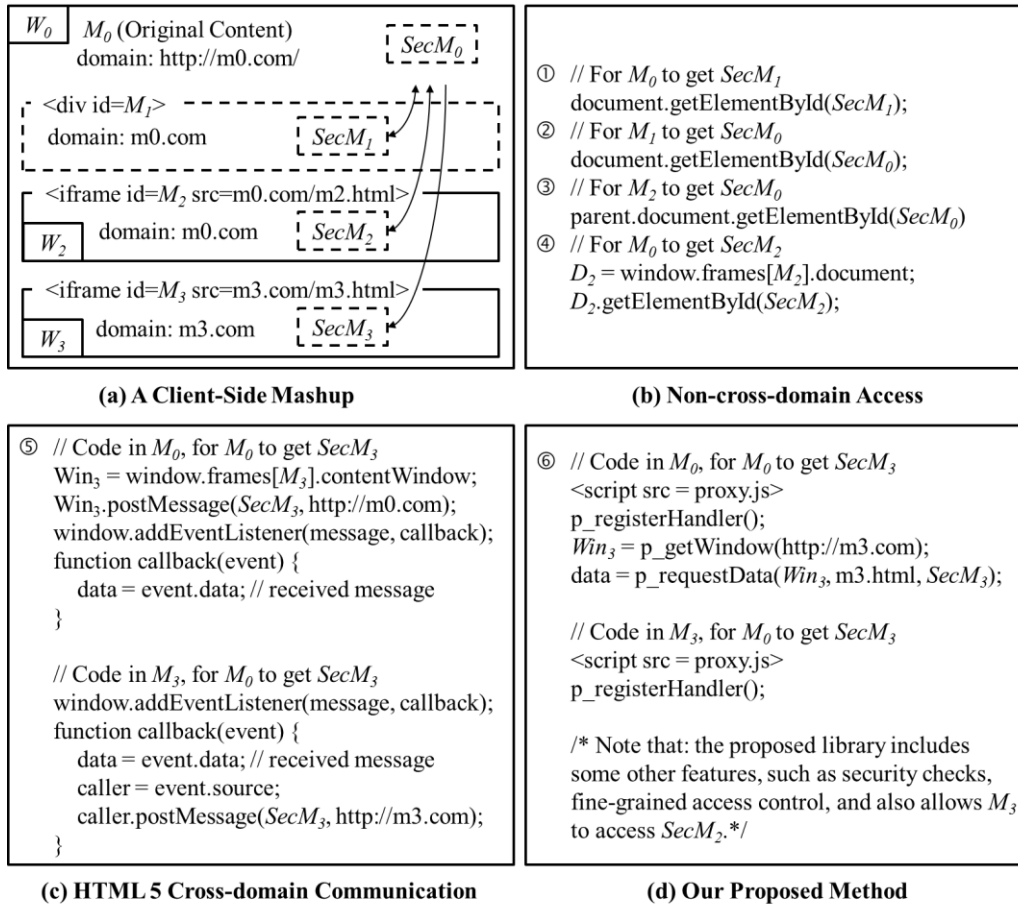 W0 M0 (Original Content)
domain: http://m0.com/
SecM0
<div id=M1>
domain: m0.com
SecM1
<iframe id=M2 src=m0.com/m2.html>
domain: m0.com
SecM2
W2
<iframe id=M3 src=m3.com/m3.html>
domain: m3.com
SecM3
W3
(a) A Client-Side Mashup
① // For M0 to get SecM1
document.getElementById(SecM1);
② // For M1 to get SecM0
document.getElementById(SecM0);
③ // For M2 to get SecM0
parent.document.getElementById(SecM0)
④ // For M0 to get SecM2
D2 = window.frames[M2].document;
D2.getElementById(SecM2);
(b) Non-cross-domain Access
⑤ // Code in M0, for M0 to get SecM3
Win3 = window.frames[M3].contentWindow;
Win3.postMessage(SecM3, http://m0.com);
window.addEventListener(message, callback);
function callback(event) {
data = event.data; // received message
}
// Code in M3, for M0 to get SecM3
window.addEventListener(message, callback);
function callback(event) {
data = event.data; // received message
caller = event.source;
caller.postMessage(SecM3, http://m3.com);
}
(c) HTML 5 Cross-domain Communication
⑥ // Code in M0, for M0 to get SecM3
<script src = proxy.js>
p_registerHandler();
Win3 = p_getWindow(http://m3.com);
data = p_requestData(Win3, m3.html, SecM3);
// Code in M3, for M0 to get SecM3
<script src = proxy.js>
p_registerHandler();
/* Note that: the proposed library includes
some other features, such as security checks,
fine-grained access control, and also allows M3
to access SecM2.*/
(d) Our Proposed Method